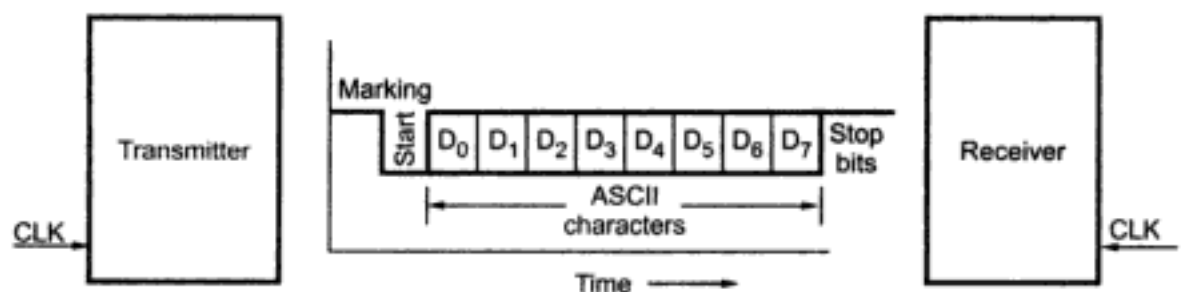 Marking
Transmitter
Start
D0 D1 D2 D3 D4 D5 D6 D7
Stop
bits
Receiver
ASCII
characters
CLK
CLK
Time